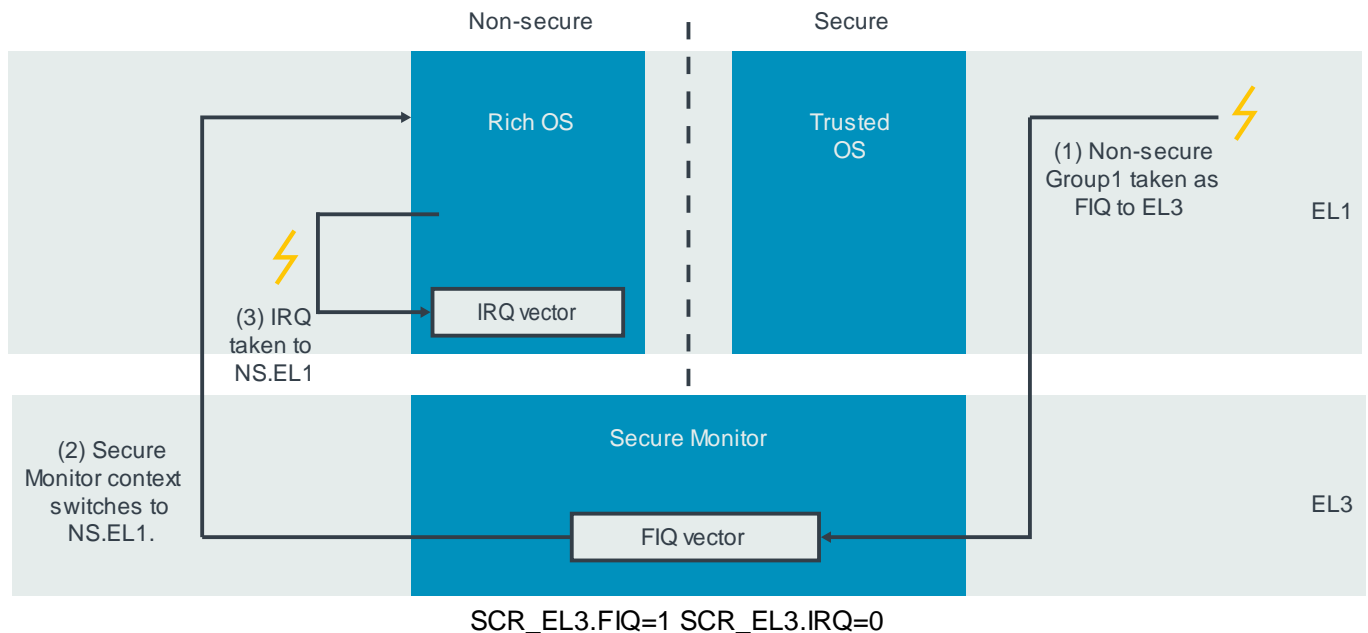 Non-secure
Secure
Rich OS
Trusted
OS
(1) Non-secure
Group1 taken as
FIQ to EL3
EL1
IRQ vector
(3) IRQ
taken to
NS.EL1
Secure Monitor
(2) Secure
Monitor context
switches to
NS.EL1.
EL3
FIQ vector
SCR_EL3.FIQ=1 SCR_EL3.IRQ=0